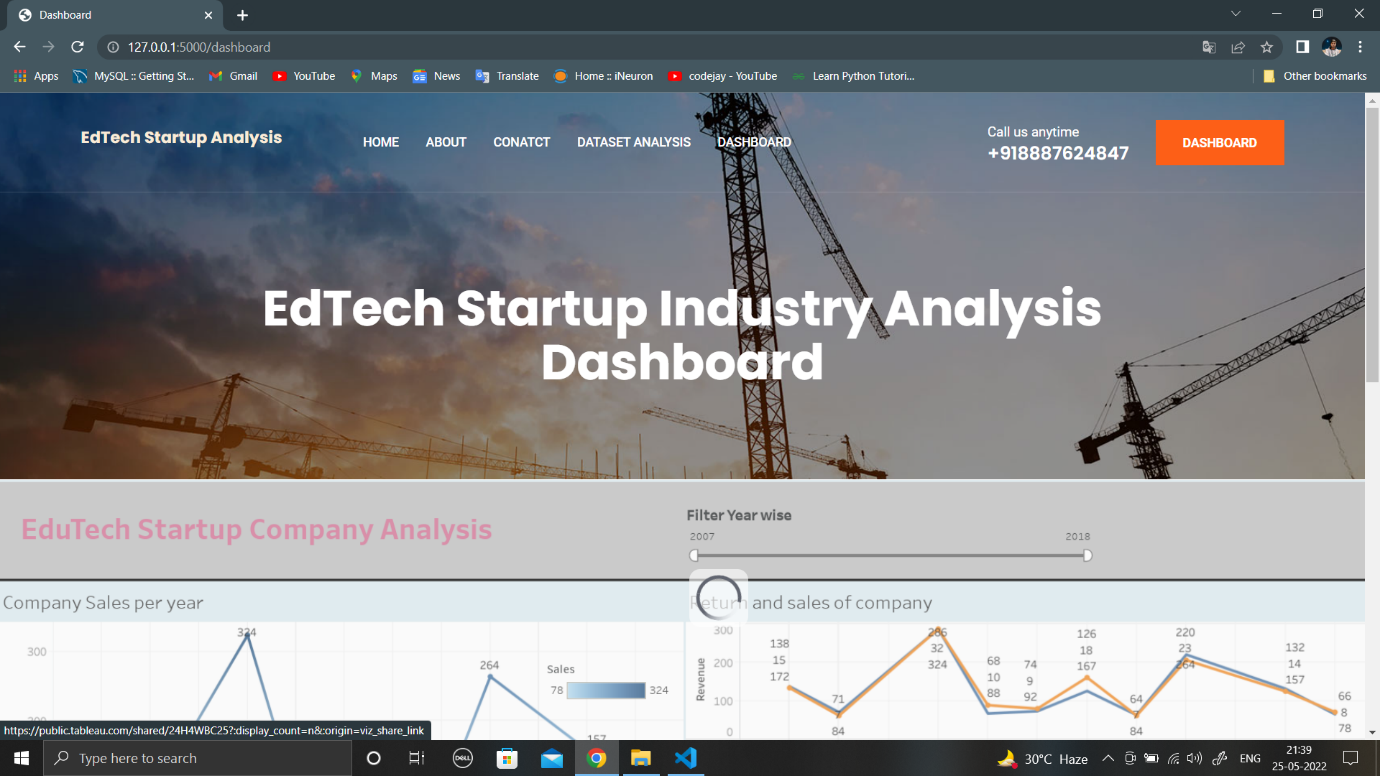 Dashboard
127.0.0.1:5000/dashboard
Apps
MySQL :: Getting St...
Gmail
YouTube
Maps
News
Translate
Home :: iNeuron
codejay - YouTube
Learn Python Tutori...
Other bookmarks
EdTech Startup Analysis
HOME
ABOUT
CONATCT
DATASET ANALYSIS
DASHBOARD
Call us anytime
+918887624847
DASHBOARD
EdTech Startup Industry Analysis
Dashboard
EduTech Startup Company Analysis
Filter Year wise
2007
2018
Company Sales per year
300
200
324
264
157
Sales
78
324
Return and sales of company
Revenue
300
200
100
0
138
15
172
71
84
286
32
324
68
10
88
74
9
92
126
18
167
64
7
84
220
23
264
132
14
157
66
8
78
https://public.tableau.com/shared/24H4WBC25?:display_count=n&:origin=viz_share_link
Type here to search
DELL
30°C Haze
ENG
21:39
25-05-2022